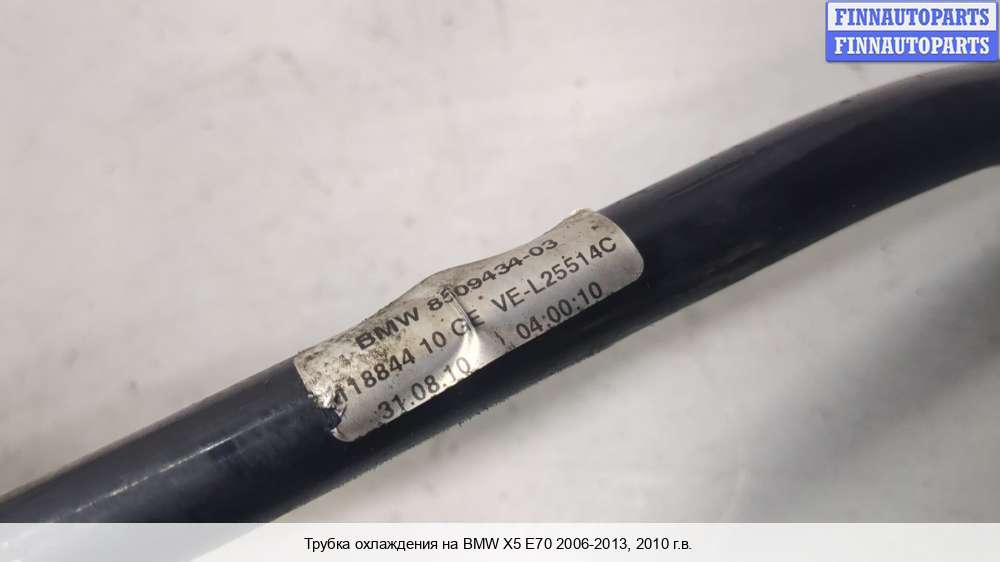 FINNAUTOPARTS
FINNAUTOPARTS
BMW 8509434-03
118844 10 GE VE-L25514C
31.08.10 04:00:10
Трубка охлаждения на BMW X5 E70 2006-2013, 2010 г.в.